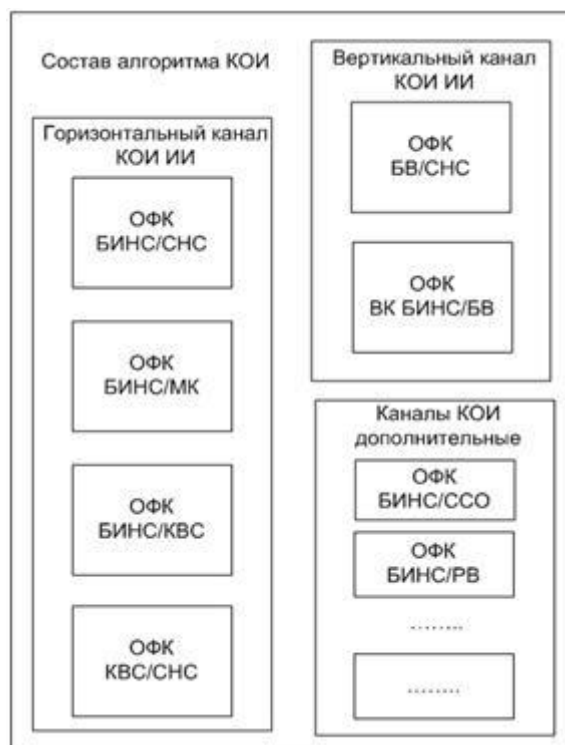 Состав алгоритма КОИ
Горизонтальный канал
КОИ ИИ
ОФК
БИНС/СНС
ОФК
БИНС/МК
ОФК
БИНС/КВС
ОФК
КВС/СНС
Вертикальный канал
КОИ ИИ
ОФК
БВ/СНС
ОФК
ВК БИНС/БВ
Каналы КОИ
дополнительные
ОФК
БИНС/ССО
ОФК
БИНС/РВ
........
........